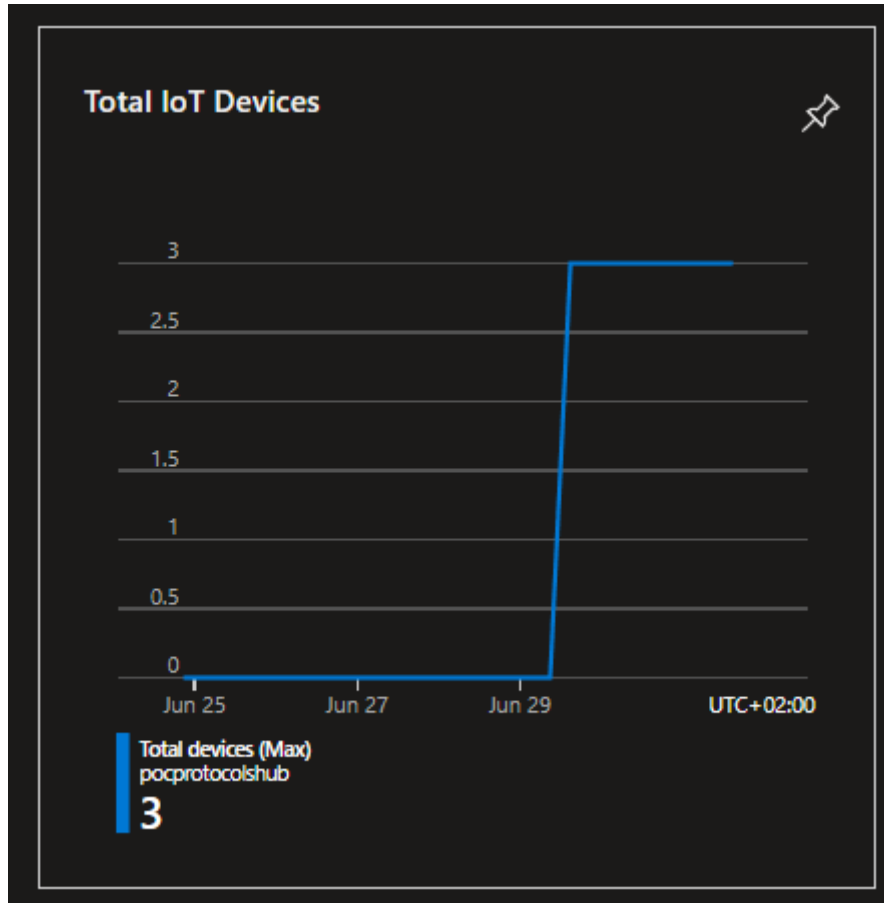 Total IoT Devices
3
2.5
2
1.5
1
0.5
0
Jun 25 Jun 27 Jun 29 UTC+02:00
Total devices (Max)
pocprotocolshub
3